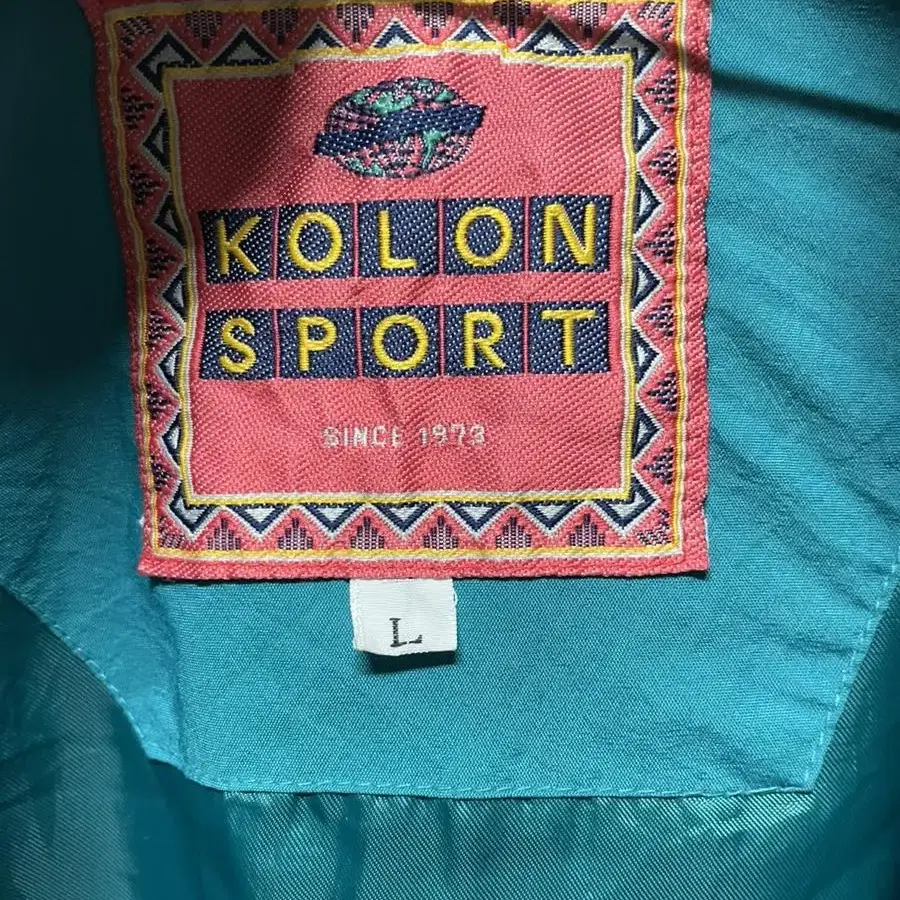 KOLON
SPORT
SINCE 1973
L